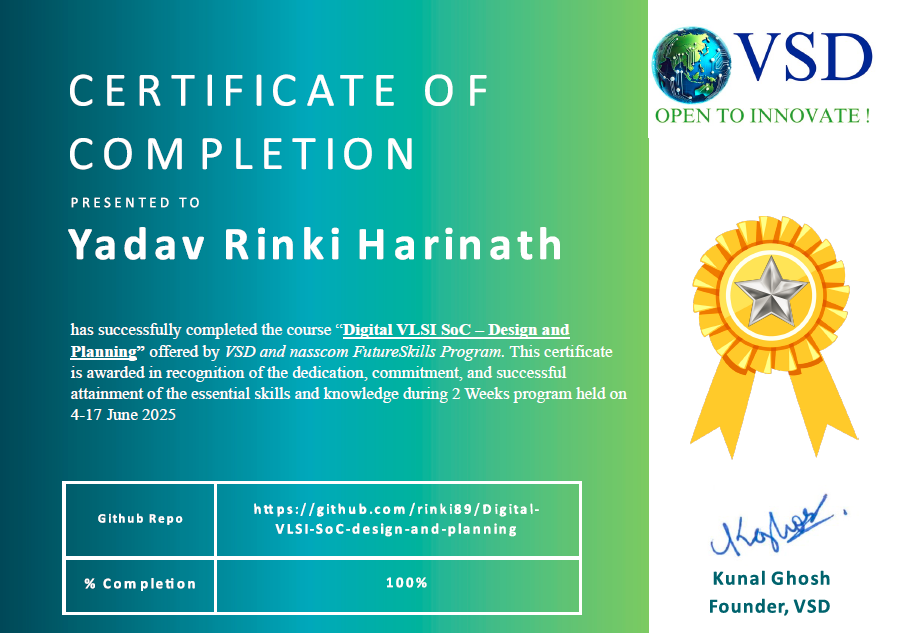 VSD
OPEN TO INNOVATE !
CERTIFICATE OF
COMPLETION
PRESENTED TO
Yadav Rinki Harinath
has successfully completed the course “Digital VLSI SoC – Design and
Planning” offered by VSD and nasscom FutureSkills Program. This certificate
is awarded in recognition of the dedication, commitment, and successful
attainment of the essential skills and knowledge during 2 Weeks program held on
4-17 June 2025
Github Repo
https://github.com/rinki89/Digital-
VLSI-SoC-design-and-planning
% Completion
100%
Kunal Ghosh
Founder, VSD